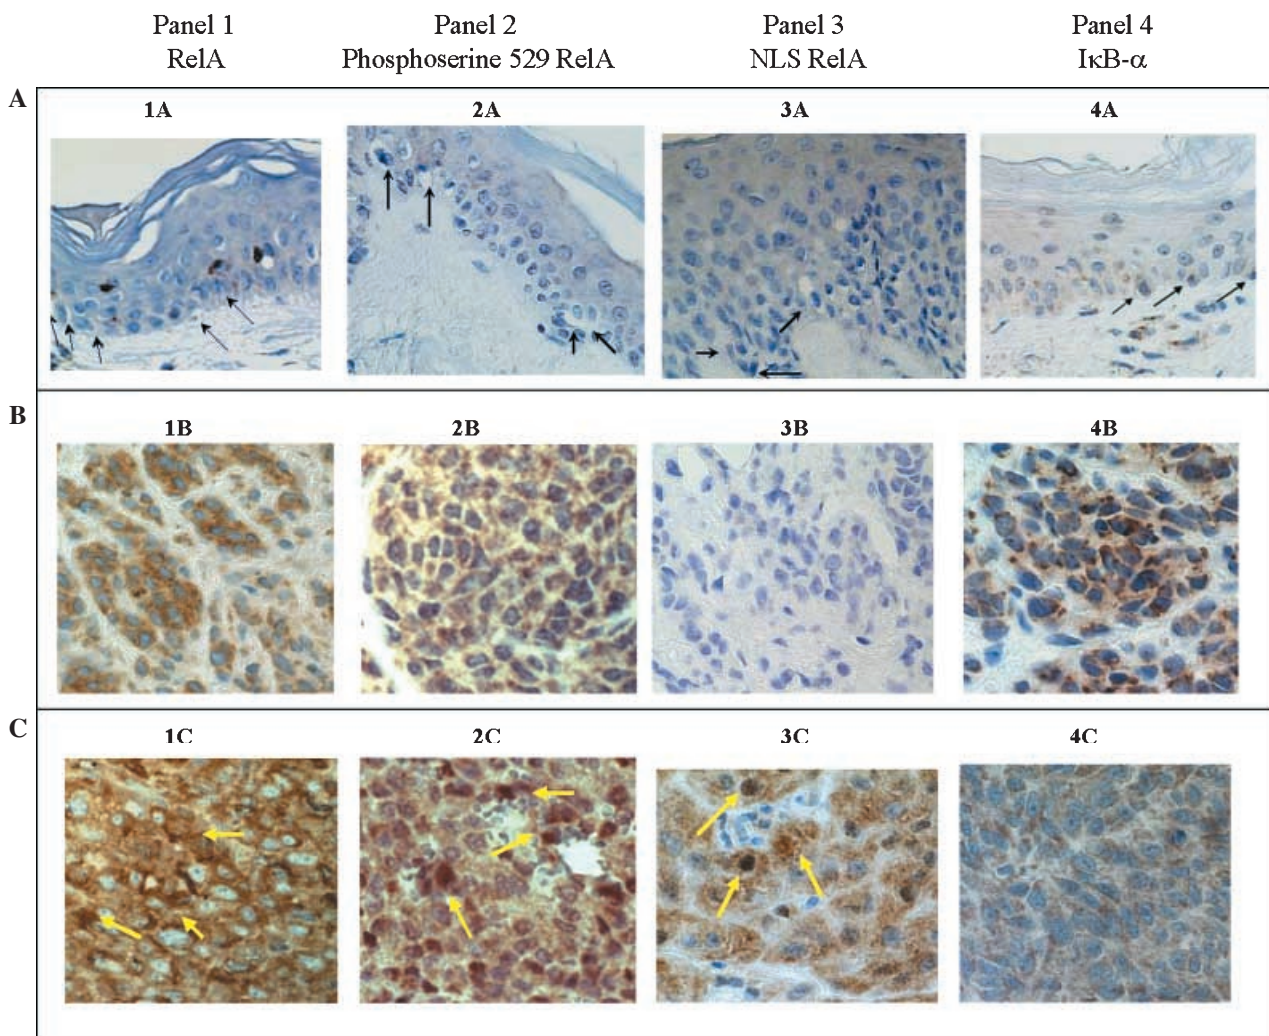 Panel 1 Panel 2 Panel 3 Panel 4
RelA Phosphoserine 529 RelA NLS RelA IκB-α
A
1A 2A 3A 4A
B
1B 2B 3B 4B
C
1C 2C 3C 4C